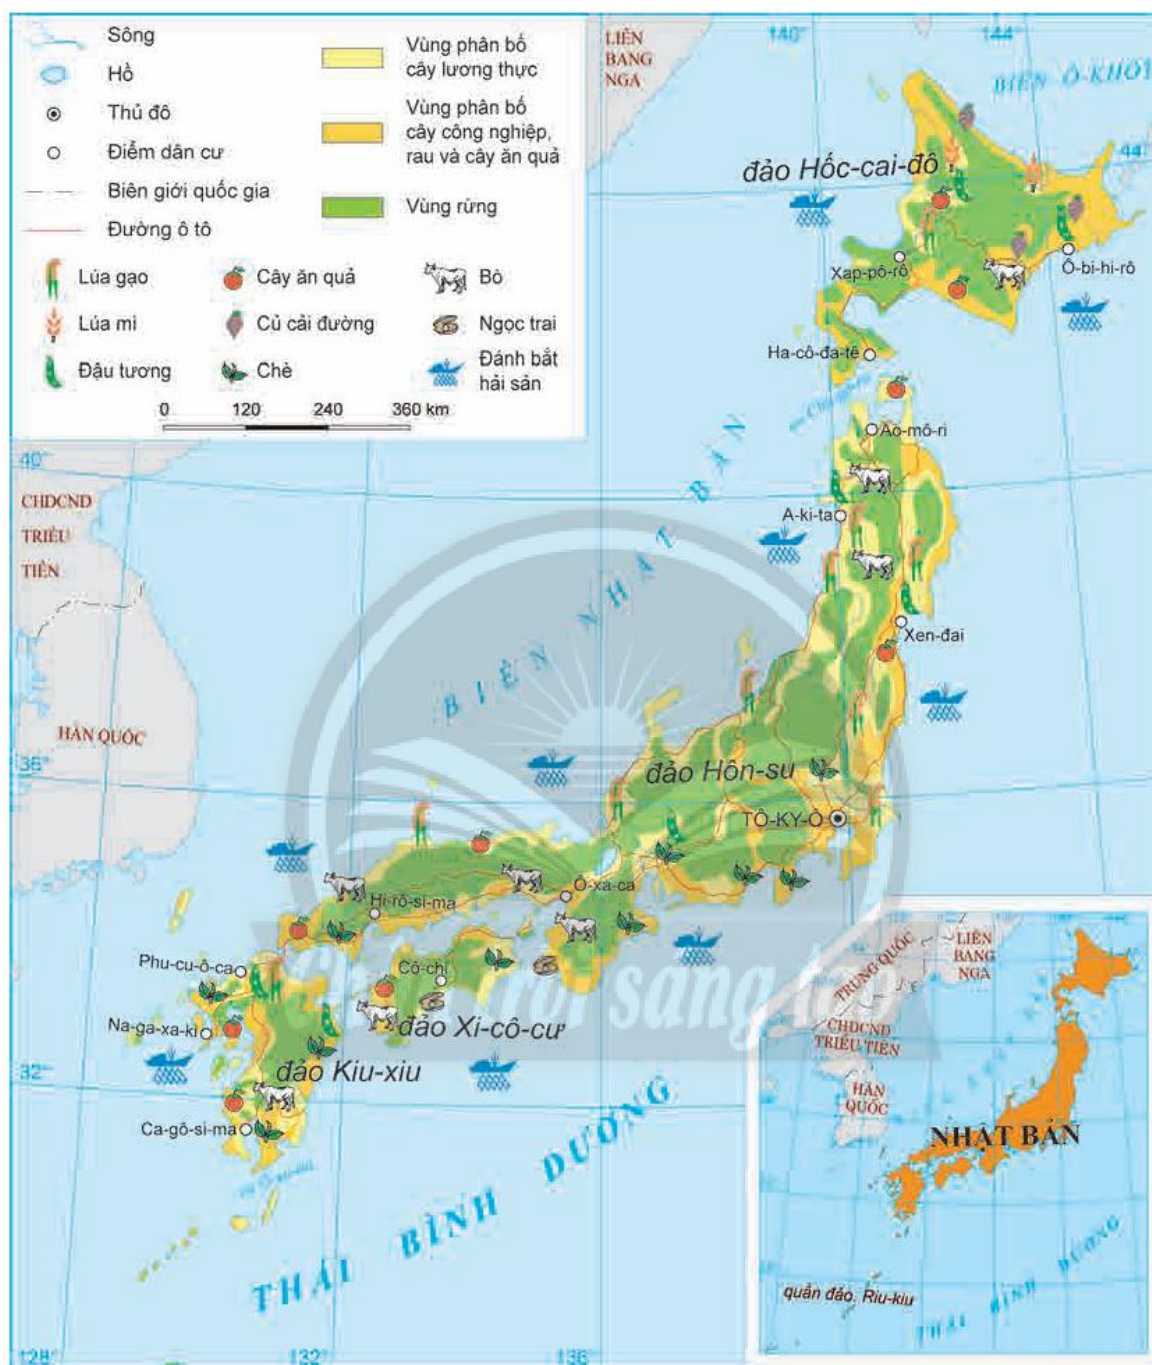 Sông
Hồ
Thủ đô
Điểm dân cư
Biên giới quốc gia
Đường ô tô
Vùng phân bố
cây lương thực
Vùng phân bố
cây công nghiệp,
rau và cây ăn quả
Vùng rừng
Lúa gạo
Cây ăn quả
Bò
Lúa mì
Củ cải đường
Ngọc trai
Đậu tương
Chè
Đánh bắt
hải sản
0 120 240 360 km
LIÊN
BANG
NGA
140°
144°
BIỂN Ô-KHỐT
44°
đảo Hốc-cai-đô
Xap-pô-rô
Ô-bi-hi-rô
Ha-cô-đa-tê
Ao-mô-ri
40°
CHDCND
TRIỀU
TIÊN
A-ki-ta
BIỂN NHẬT BẢN
Xen-đai
HÀN QUỐC
36°
đảo Hôn-su
TÔ-KY-Ô
Ô-xa-ca
Hi-rô-si-ma
Phu-cu-ô-ca
Cô-chi
Chân trời sáng tạo
Na-ga-xa-ki
đảo Xi-cô-cư
32°
đảo Kiu-xiu
Ca-gô-si-ma
THÁI BÌNH DƯƠNG
128°
132°
136°
TRUNG QUỐC
LIÊN
BANG
NGA
CHDCND
TRIỀU TIÊN
HÀN
QUỐC
NHẬT BẢN
quần đảo. Riu-kiu
THÁI BÌNH DƯƠNG